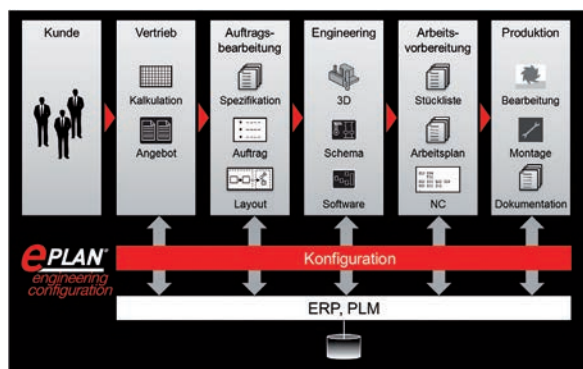 Kunde
Vertrieb
Kalkulation
Angebot
Auftrags-
bearbeitung
Spezifikation
Auftrag
Layout
Engineering
3D
Schema
Software
Arbeits-
vorbereitung
Stückliste
Arbeitsplan
NC
Produktion
Bearbeitung
Montage
Dokumentation
ePLAN®
engineering
configuration
Konfiguration
ERP, PLM